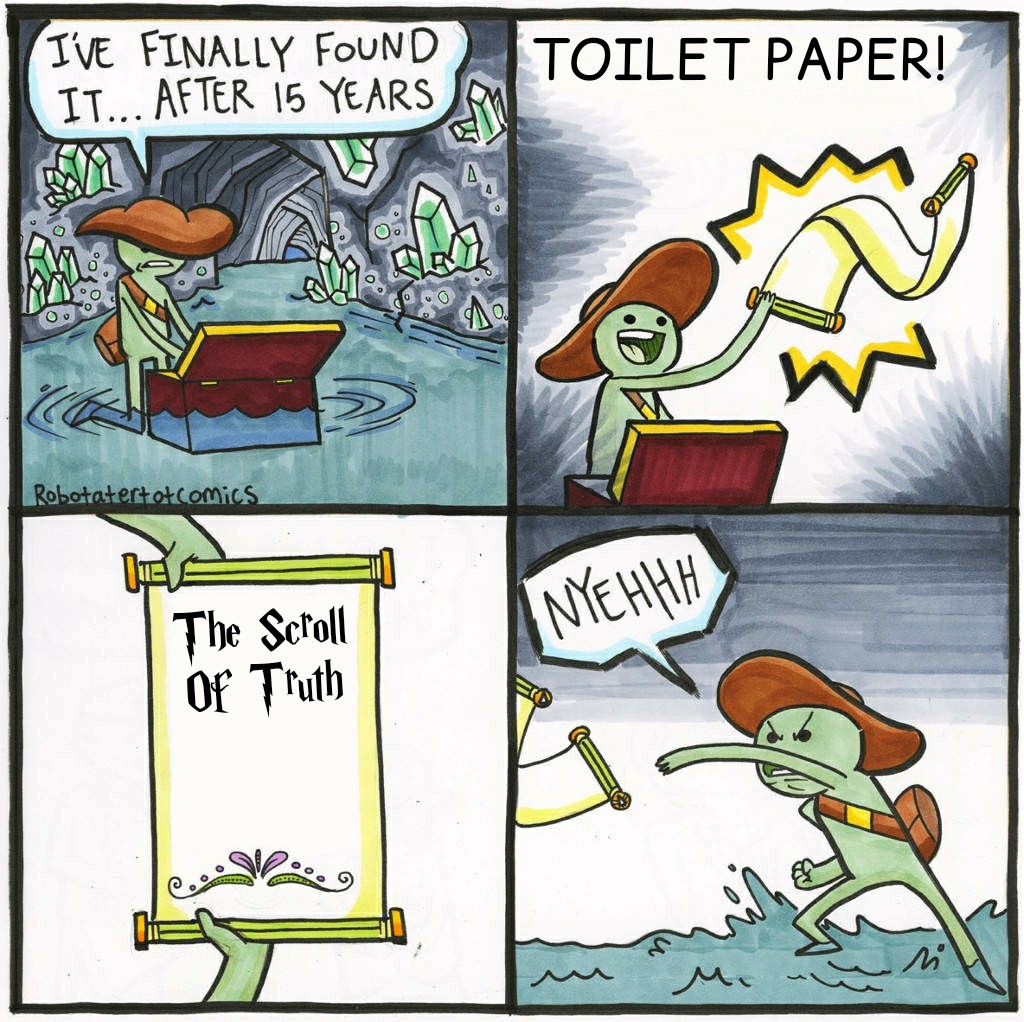 I'VE FINALLY FOUND
IT... AFTER 15 YEARS
TOILET PAPER!
Robotatertotcomics
The Scroll
Of Truth
NYEHHH